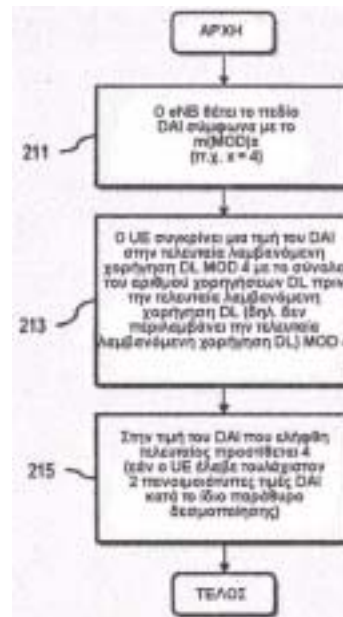 ΑΡΧΗ
Ο eNB θέτει το πεδίο
DAI σύμφωνα με το
m(MOD)x
(π.χ. x = 4)
211
Ο UE συγκρίνει μια τιμή του DAI
στην τελευταία λαμβανόμενη
χορήγηση DL MOD 4 με το σύνολο
του αριθμού χορηγήσεων DL πριν
την τελευταία λαμβανόμενη
χορήγηση DL (δηλ. δεν
περιλαμβάνει την τελευταία
λαμβανόμενη χορήγηση DL) MOD
213
Στην τιμή του DAI που ελήφθη
τελευταίος προστίθεται 4
(εάν ο UE έλαβε τουλάχιστον
2 πανομοιότυπες τιμές DAI
κατά το ίδιο παράθυρο
δεσμοποίησης)
215
ΤΕΛΟΣ